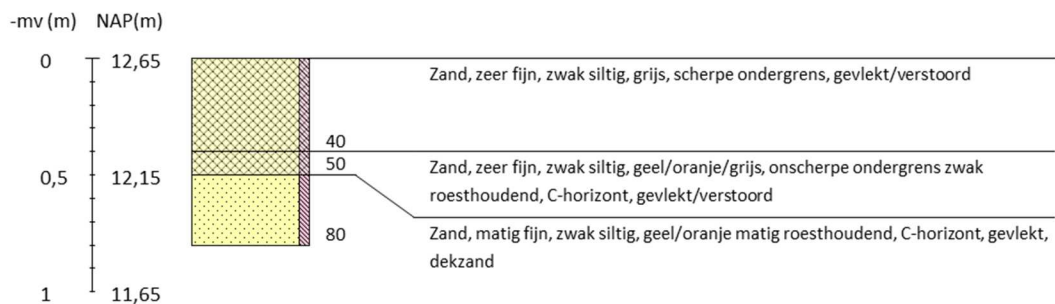 -mv (m) NAP(m)
0 12,65
Zand, zeer fijn, zwak siltig, grijs, scherpe ondergrens, gevlekt/verstoord
40
50
Zand, zeer fijn, zwak siltig, geel/oranje/grijs, onscherpe ondergrens zwak
roesthoudend, C-horizont, gevlekt/verstoord
0,5 12,15
80
Zand, matig fijn, zwak siltig, geel/oranje matig roesthoudend, C-horizont, gevlekt,
dekzand
1 11,65